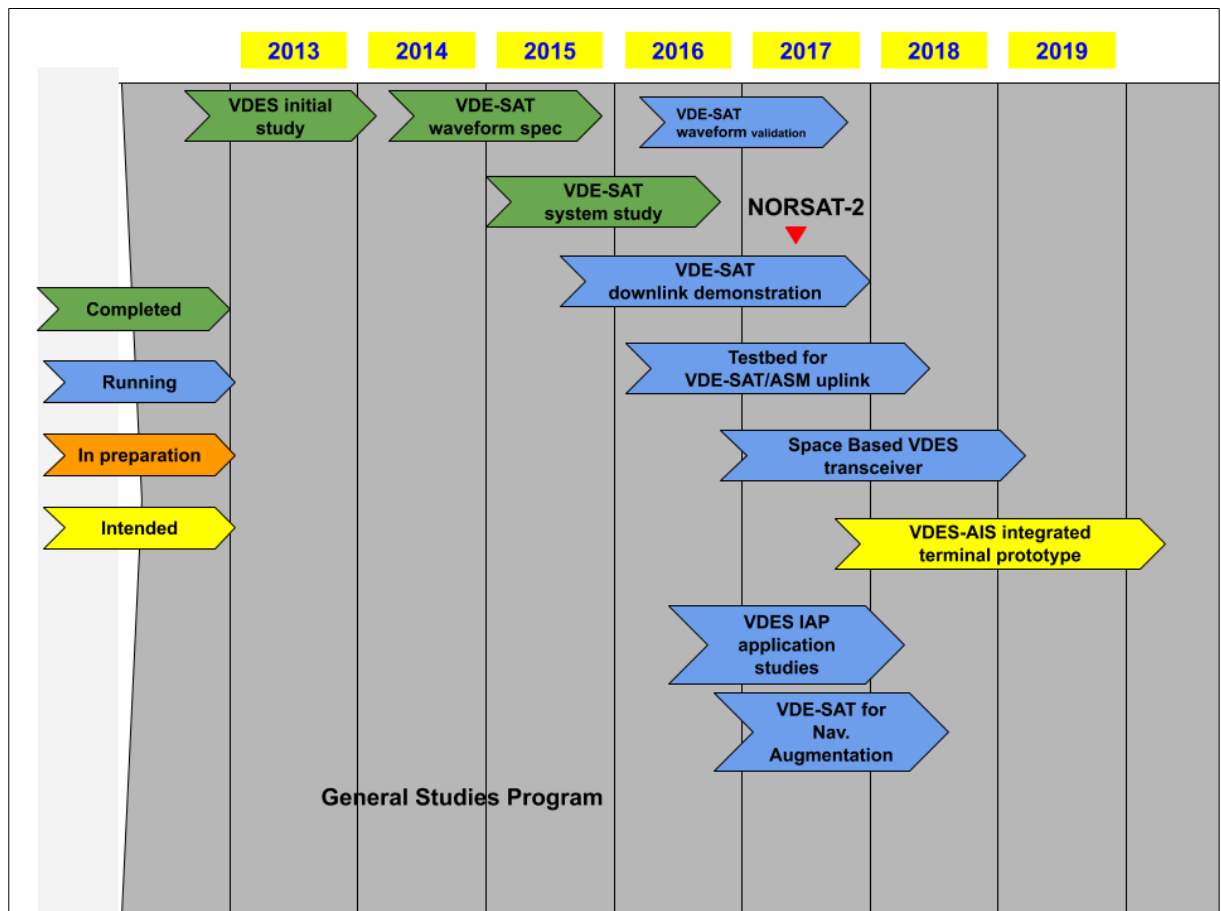 2013 2014 2015 2016 2017 2018 2019
VDES initial
study
VDE-SAT
waveform spec
VDE-SAT
waveform validation
VDE-SAT
system study
NORSAT-2
VDE-SAT
downlink demonstration
Completed
Testbed for
VDE-SAT/ASM uplink
Running
Space Based VDES
transceiver
In preparation
VDES-AIS integrated
terminal prototype
Intended
VDES IAP
application
studies
VDE-SAT for
Nav.
Augmentation
General Studies Program